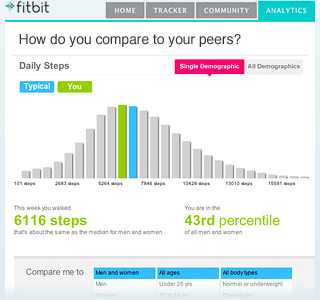 fitbit
HOME TRACKER COMMUNITY ANALYTICS
How do you compare to your peers?
Daily Steps Single Demographic All Demographics
Typical You
101 steps 2683 steps 5264 steps 7846 steps 10428 steps 13010 steps 15591 steps
This week you walked You are in the
6116 steps 43rd percentile
that's about the same as the median for men and women of all men and women
Compare me to Men and women All ages All body types
Men Under 25 yrs Normal or underweight
Women Overweight